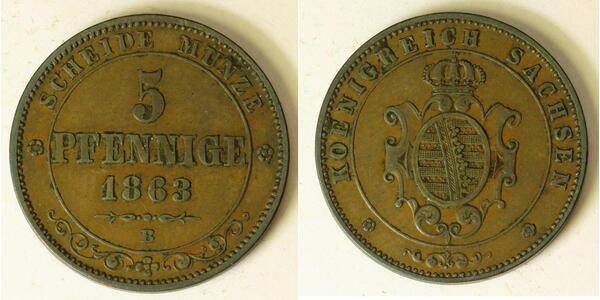 SCHEIDE MÜNZE
5
PFENNIGE
1863
B
KOENIGREICH SACHSEN